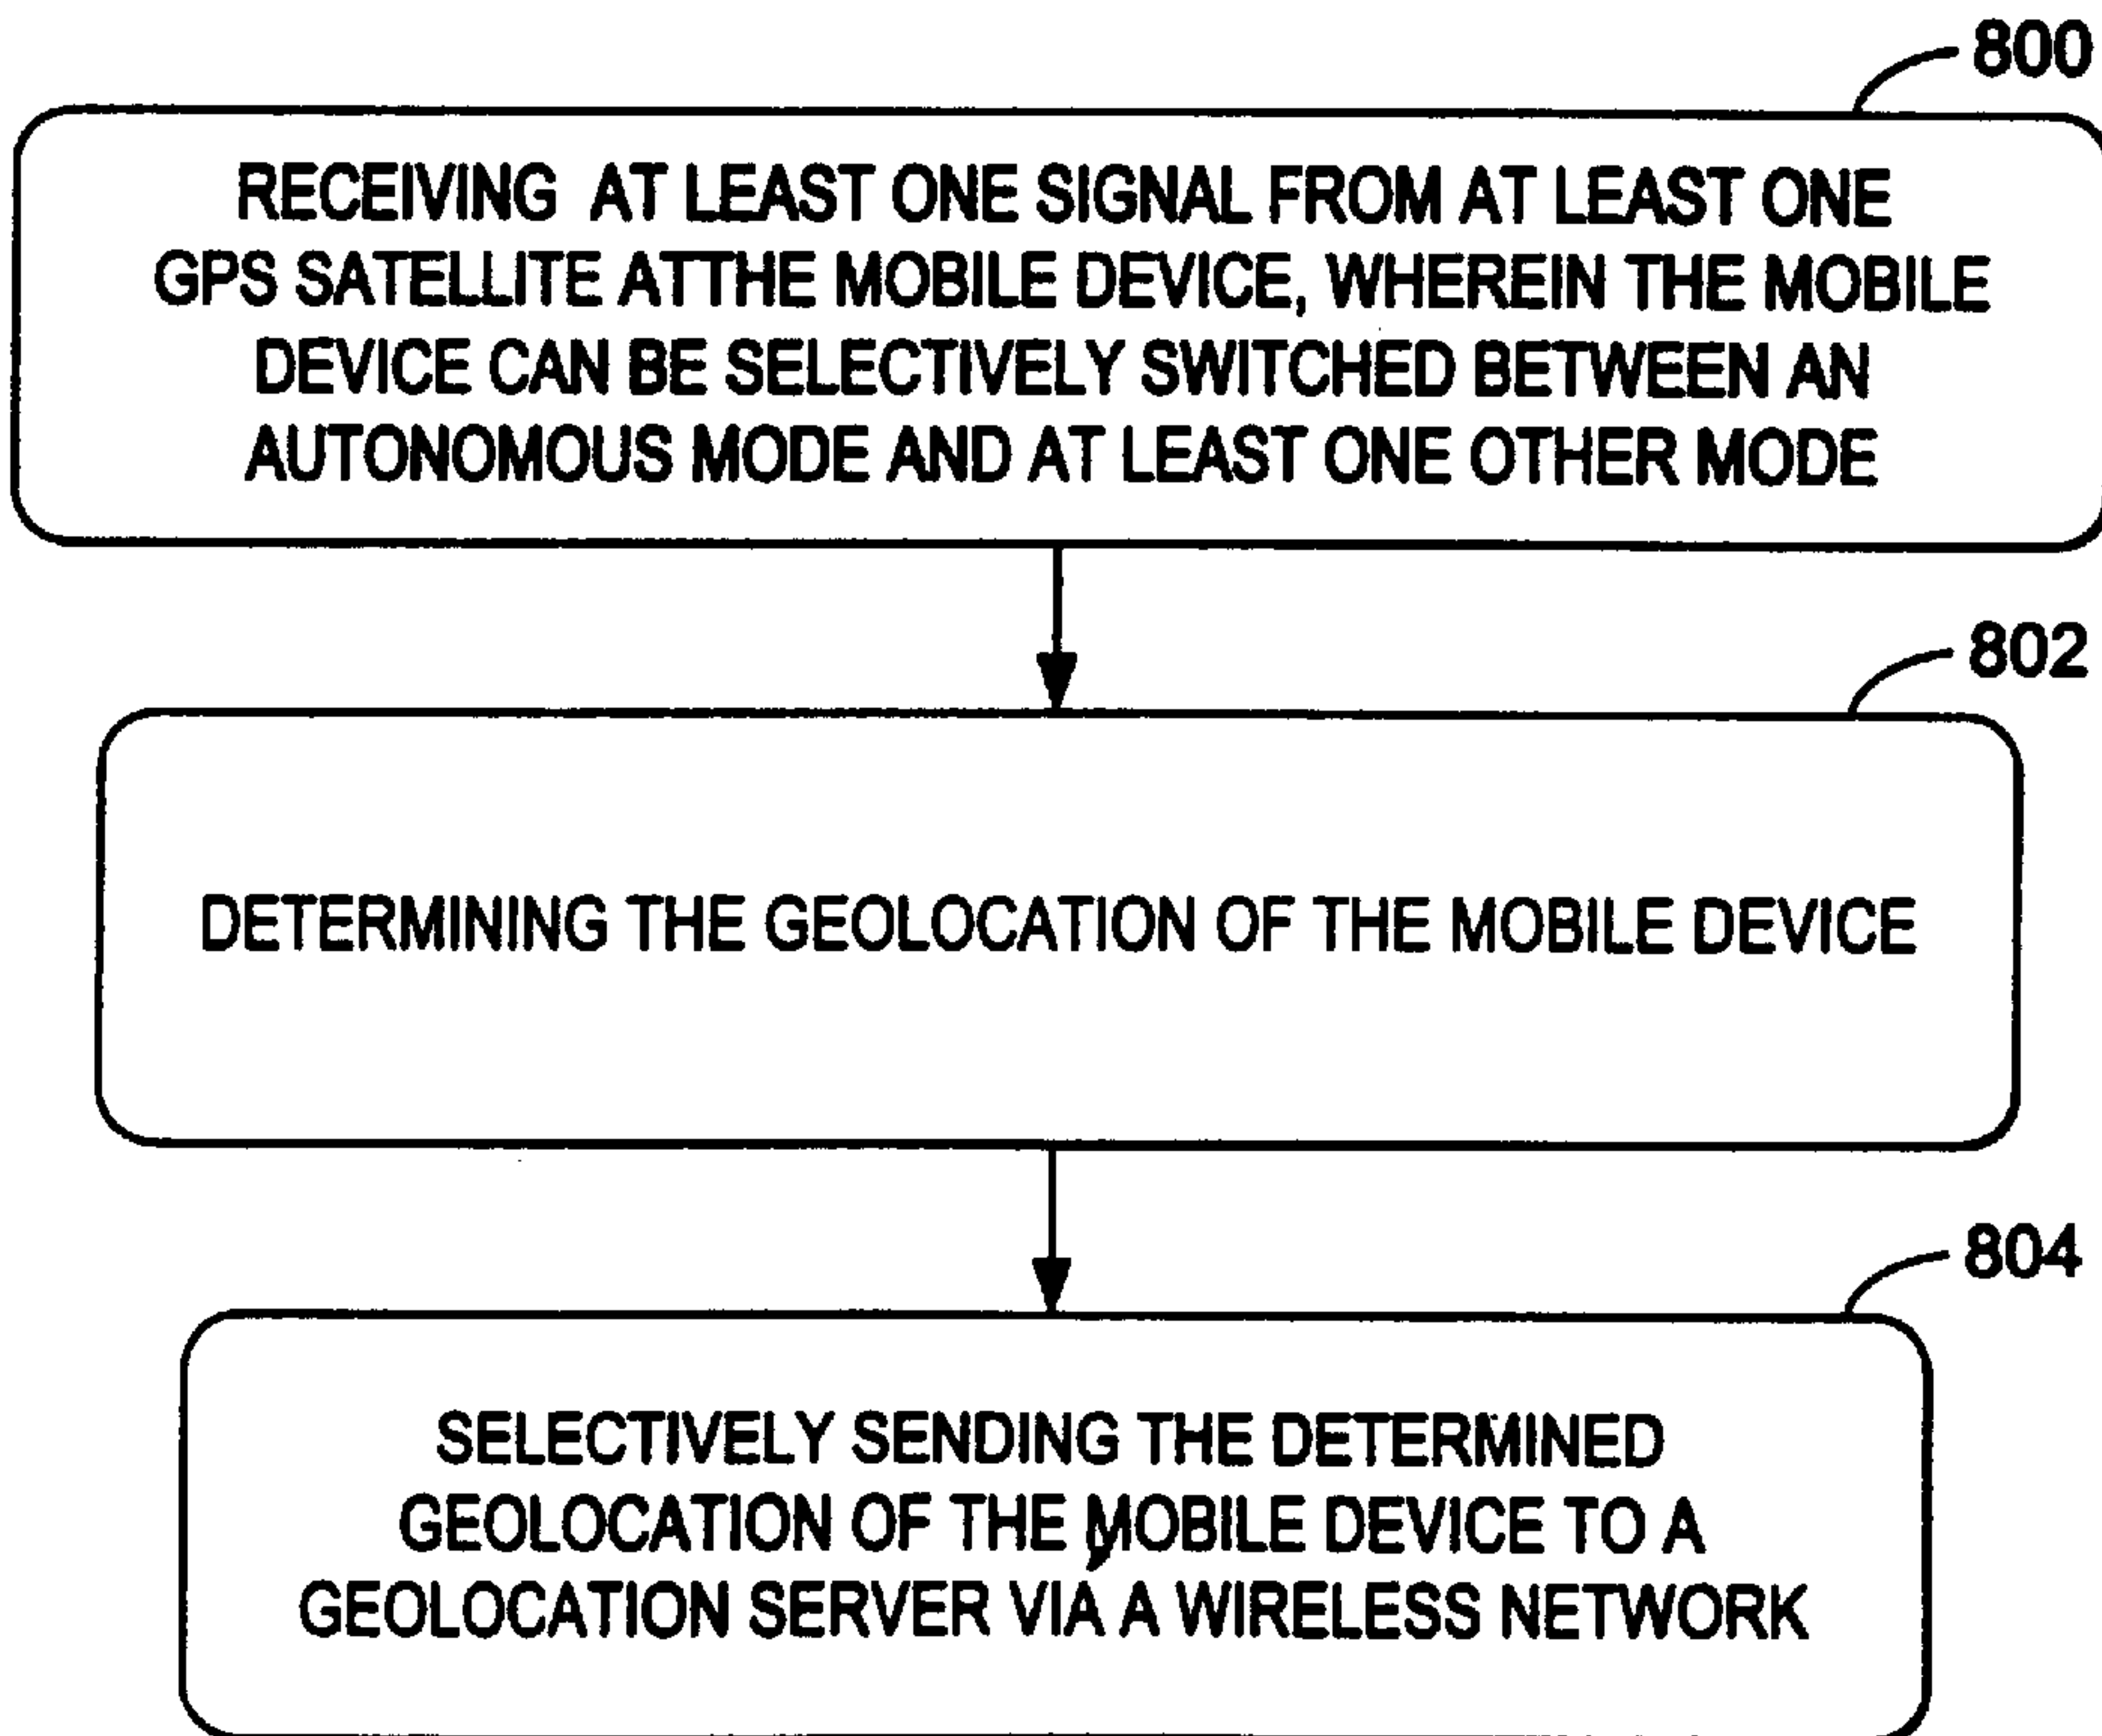 800
RECEIVING AT LEAST ONE SIGNAL FROM AT LEAST ONE
GPS SATELLITE ATTHE MOBILE DEVICE, WHEREIN THE MOBILE
DEVICE CAN BE SELECTIVELY SWITCHED BETWEEN AN
AUTONOMOUS MODE AND AT LEAST ONE OTHER MODE
802
DETERMINING THE GEOLOCATION OF THE MOBILE DEVICE
804
SELECTIVELY SENDING THE DETERMINED
GEOLOCATION OF THE MOBILE DEVICE TO A
GEOLOCATION SERVER VIA A WIRELESS NETWORK